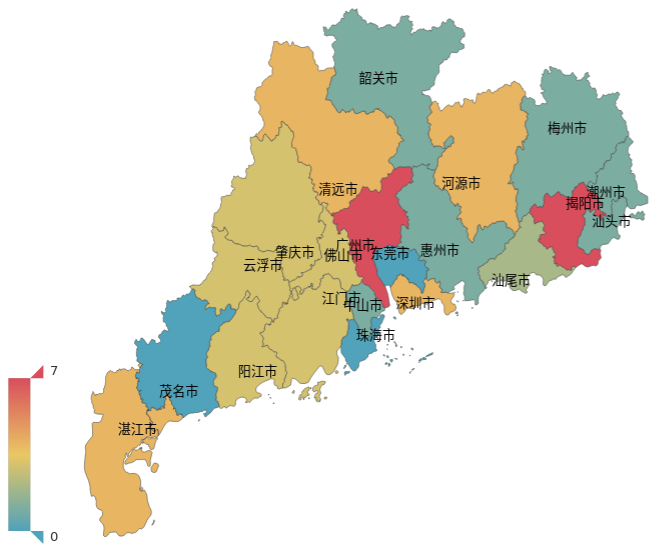 韶关市
梅州市
清远市
河源市
潮州市
揭阳市
汕头市
广州市
肇庆市
佛山市
东莞市
惠州市
云浮市
汕尾市
江门市
中山市
深圳市
珠海市
阳江市
7
茂名市
湛江市
0